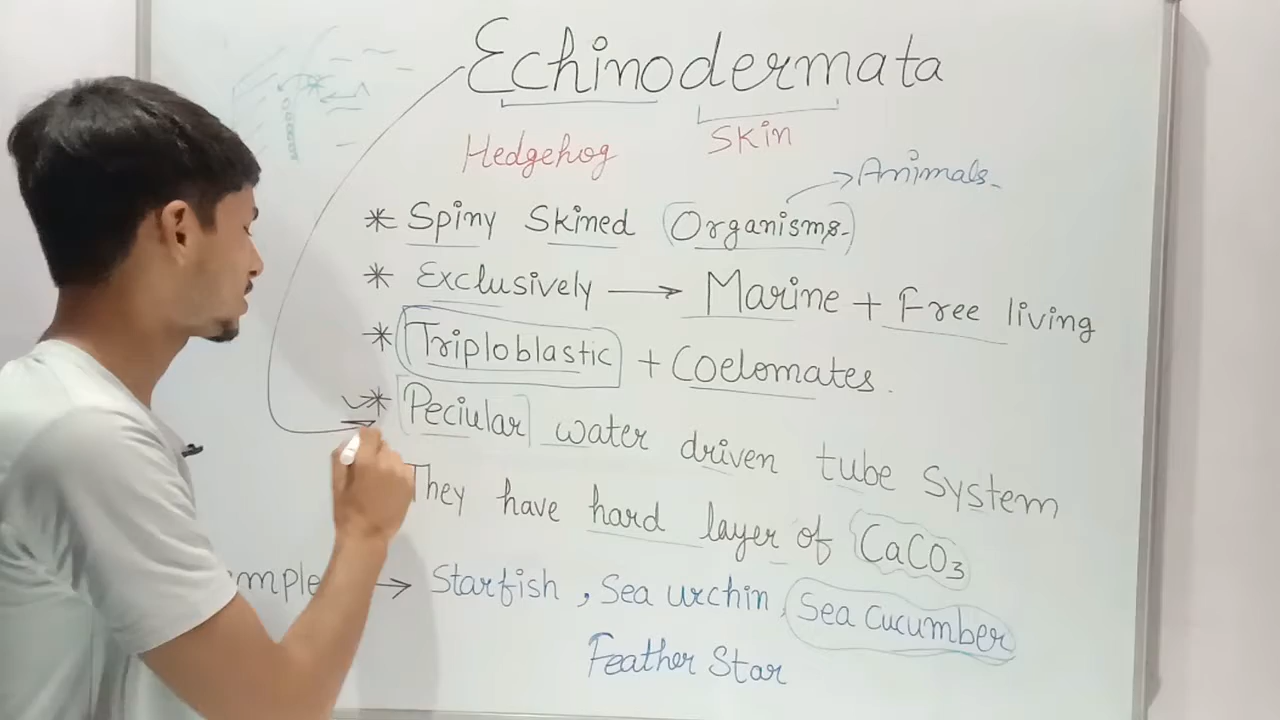 Echinodermata
Hedgehog Skin
→ Animals.
* Spiny Skined Organisms.
* Exclusively → Marine + Free living
* Triploblastic + Coelomates.
* Peciular water driven tube System
They have hard layer of CaCO3
mple → Starfish, Sea urchin, Sea Cucumber
Feather Star